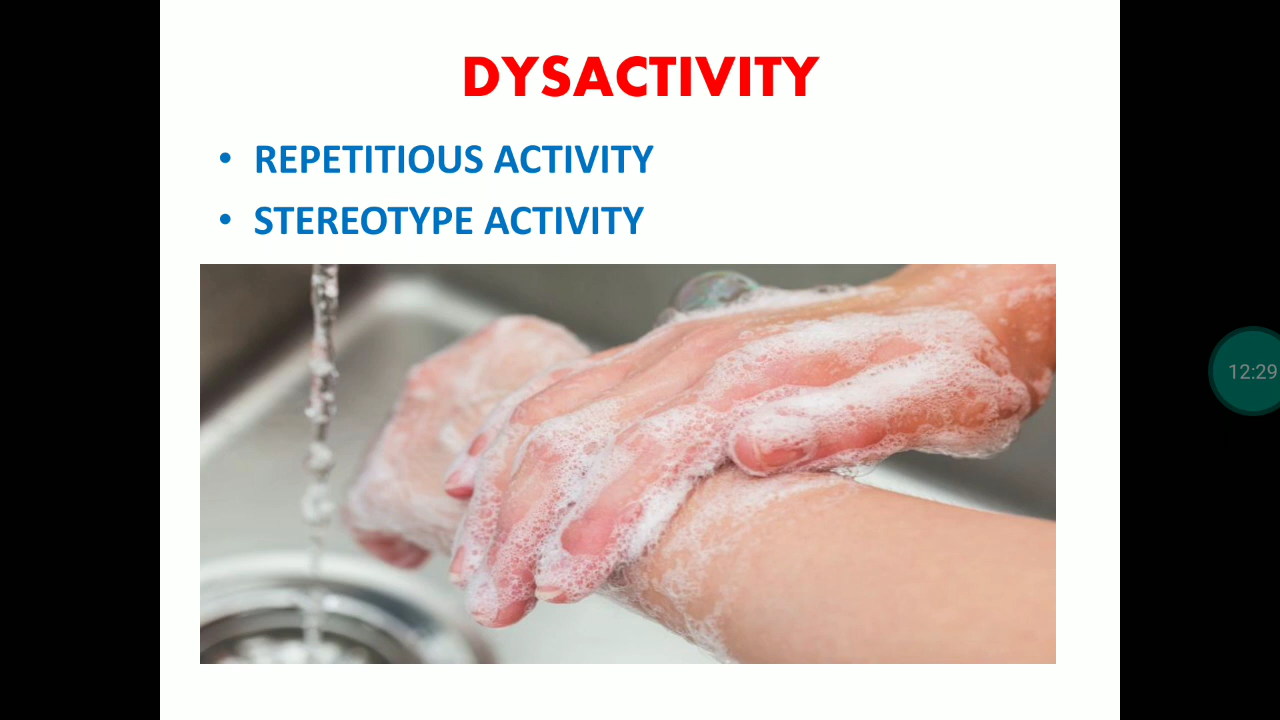 DYSACTIVITY
• REPETITIOUS ACTIVITY
• STEREOTYPE ACTIVITY
12:29